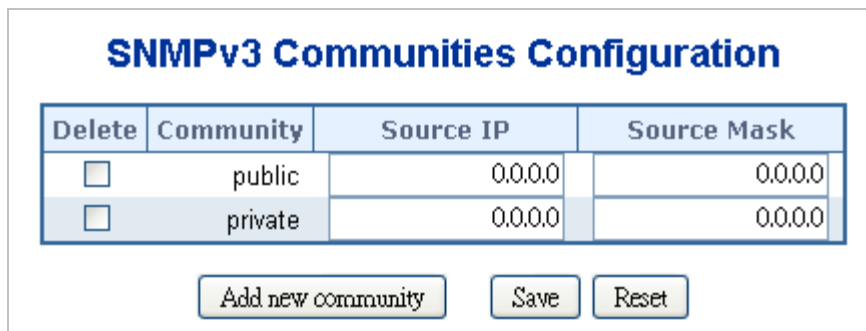 SNMPv3 Communities Configuration
Delete Community Source IP Source Mask
public 0.0.0.0 0.0.0.0
private 0.0.0.0 0.0.0.0
Add new community Save Reset